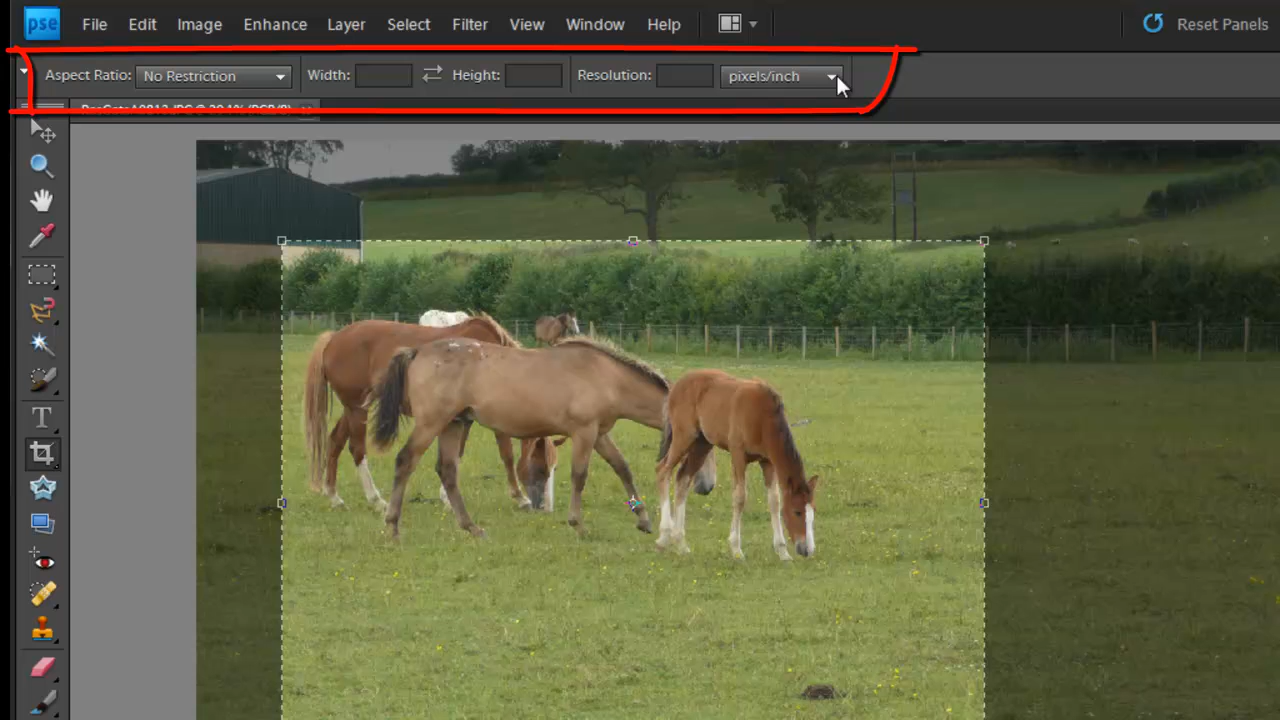 pse File Edit Image Enhance Layer Select Filter View Window Help Reset Panels
Aspect Ratio: No Restriction Width: Height: Resolution: pixels/inch
T